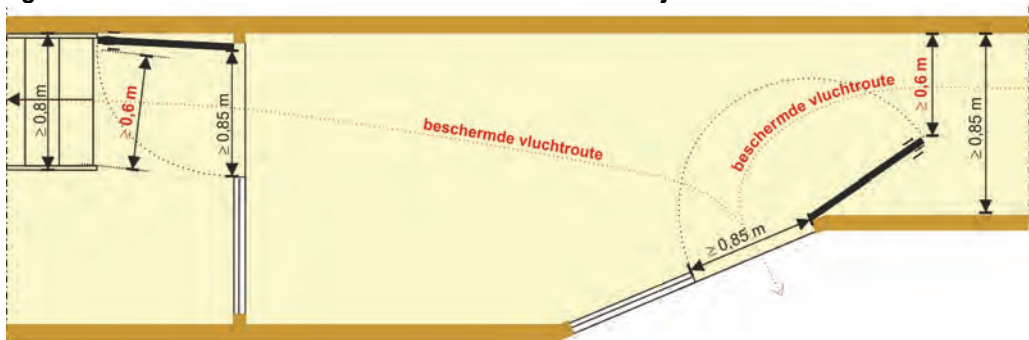 ≥ 0,8 m
≥ 0,6 m
≥ 0,85 m
beschermde vluchtroute
≥ 0,85 m
beschermde vluchtroute
≥ 0,6 m
≥ 0,85 m